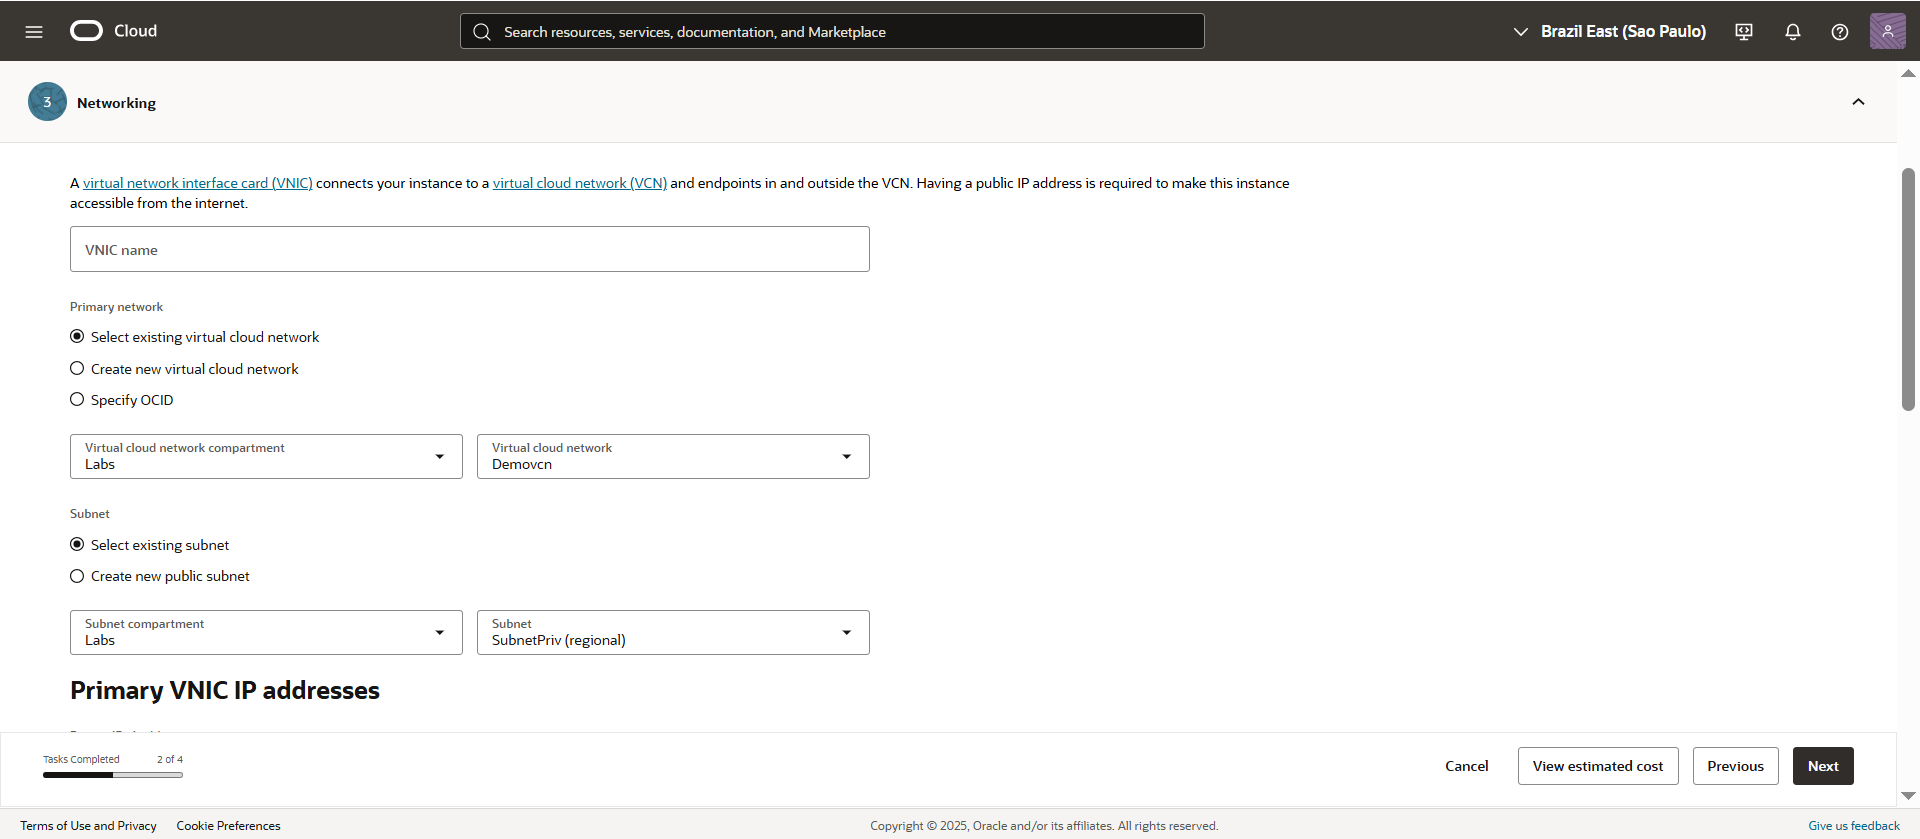 Cloud
Search resources, services, documentation, and Marketplace
Brazil East (Sao Paulo)
3
Networking
A virtual network interface card (VNIC) connects your instance to a virtual cloud network (VCN) and endpoints in and outside the VCN. Having a public IP address is required to make this instance
accessible from the internet.
VNIC name
Primary network
Select existing virtual cloud network
Create new virtual cloud network
Specify OCID
Virtual cloud network compartment
Labs
Virtual cloud network
Demovcn
Subnet
Select existing subnet
Create new public subnet
Subnet compartment
Labs
Subnet
SubnetPriv (regional)
Primary VNIC IP addresses
Tasks Completed 2 of 4
Cancel
View estimated cost
Previous
Next
Terms of Use and Privacy
Cookie Preferences
Copyright © 2025, Oracle and/or its affiliates. All rights reserved.
Give us feedback